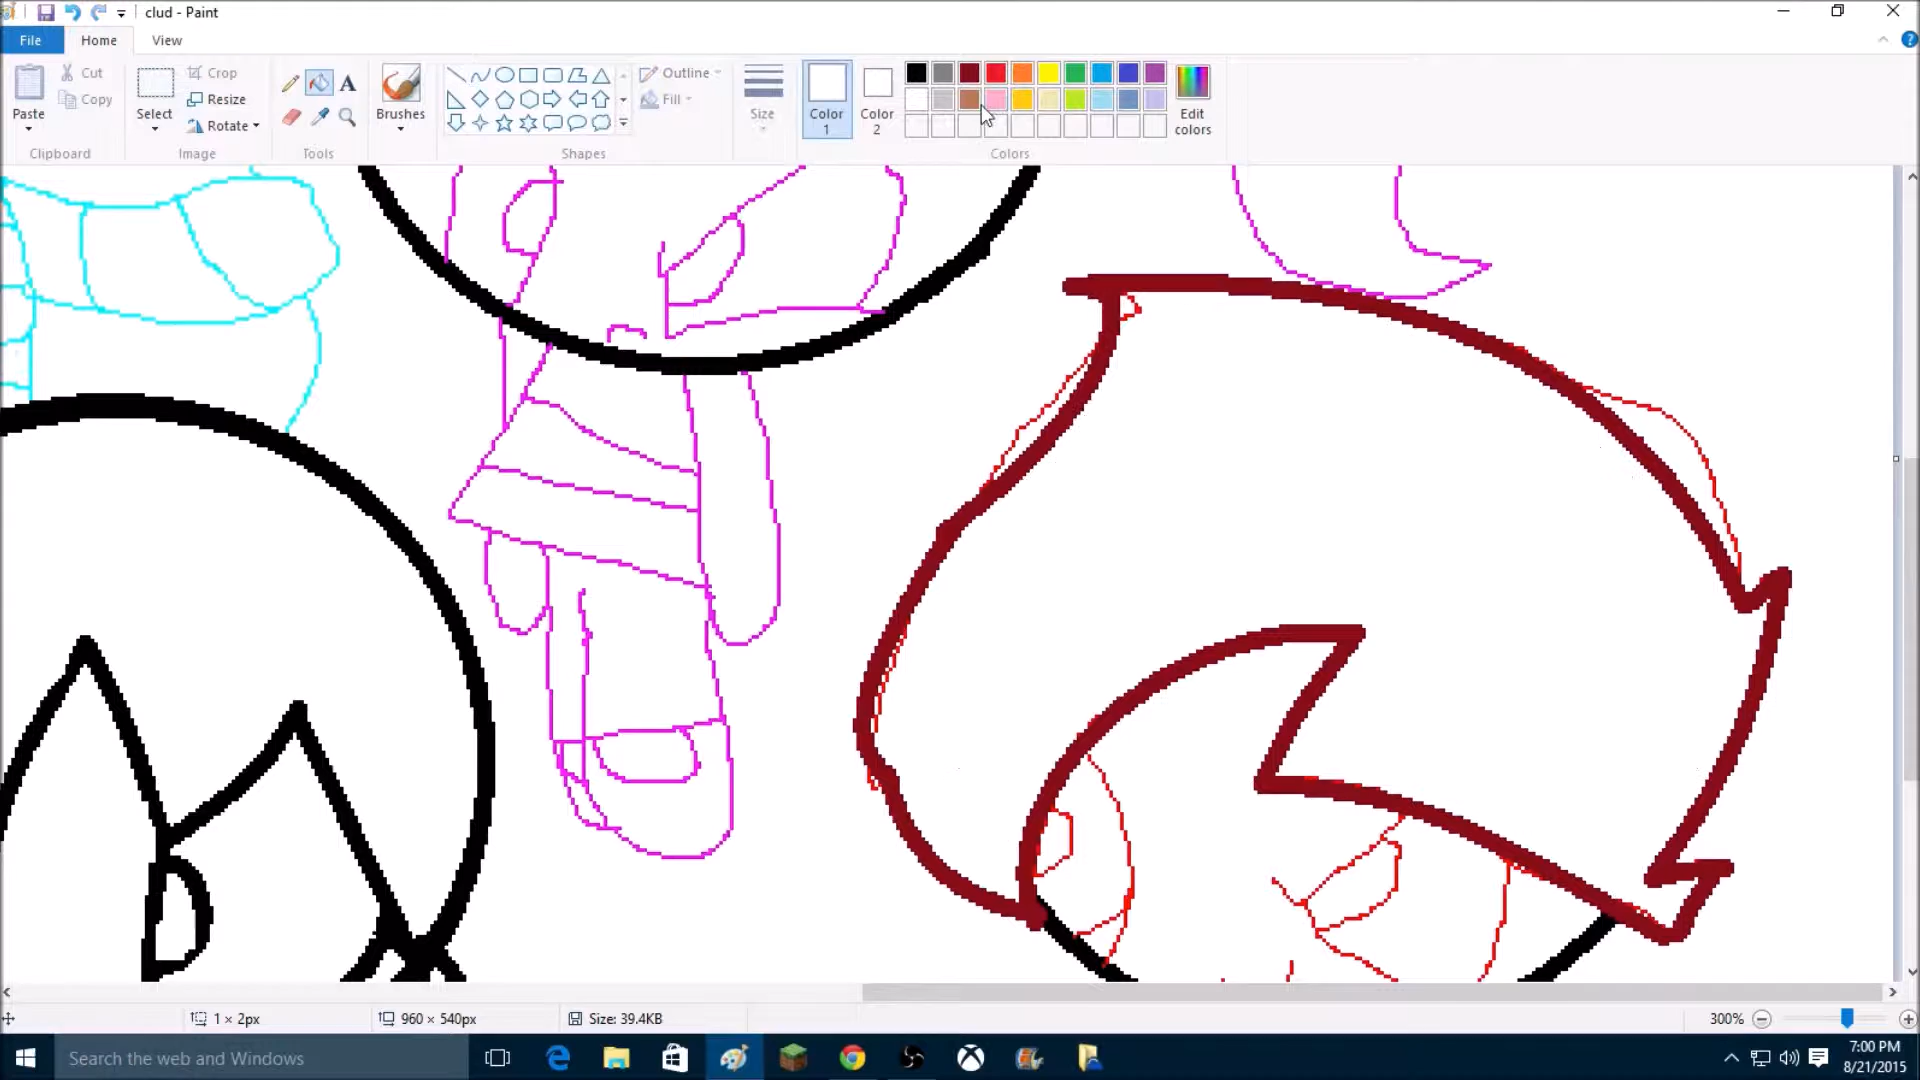 clud - Paint
File Home View
Paste Cut Copy
Clipboard
Select Crop Resize Rotate
Image
A
Tools
Brushes
Shapes
Outline
Fill
Size
Color 1
Color 2
Edit colors
Colors
1 × 2px
960 × 540px
Size: 39.4KB
300%
Search the web and Windows
7:00 PM
8/21/2015